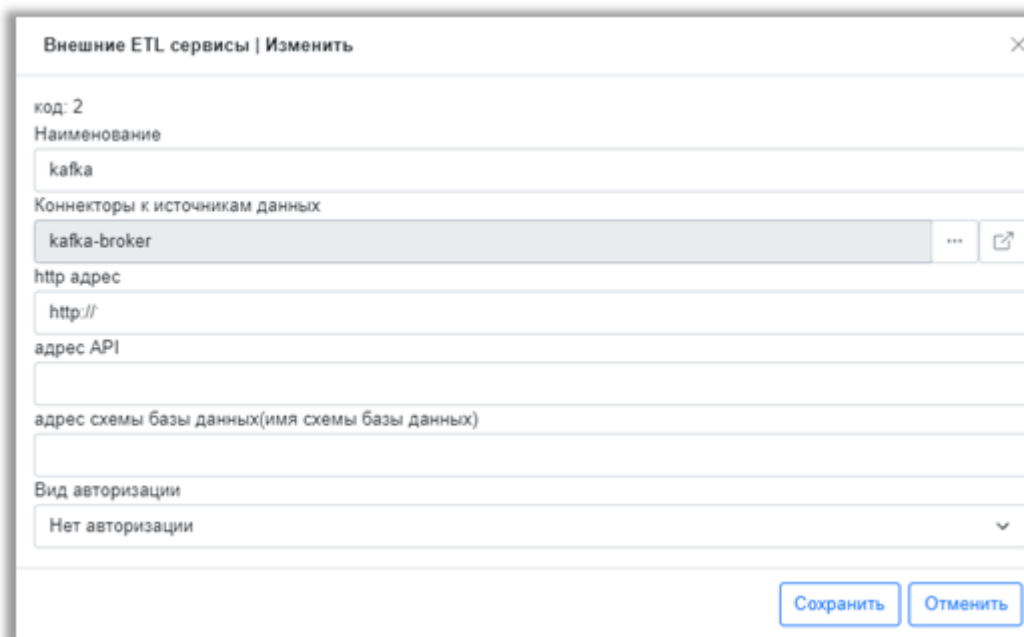 Внешние ETL сервисы | Изменить
код: 2
Наименование
kafka
Коннекторы к источникам данных
kafka-broker
http адрес
http://
адрес API
адрес схемы базы данных(имя схемы базы данных)
Вид авторизации
Нет авторизации
Сохранить Отменить